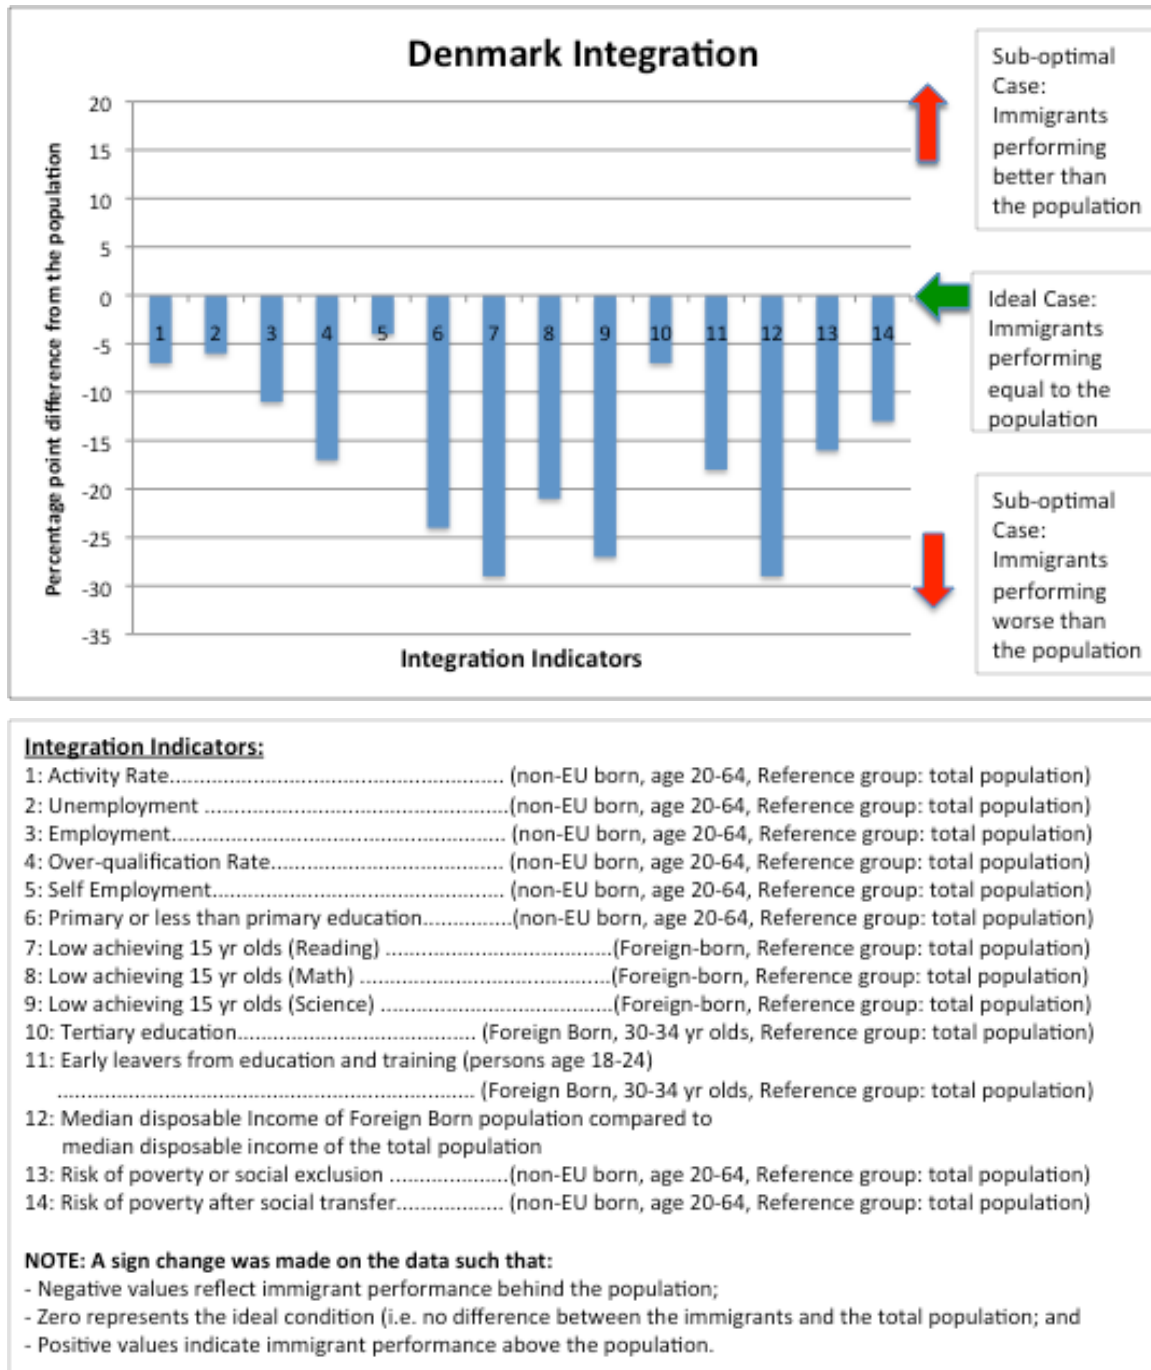 Denmark Integration
Percentage point difference from the population
20
15
10
5
0
-5
-10
-15
-20
-25
-30
-35
1
2
3
4
5
6
7
8
9
10
11
12
13
14
Integration Indicators
Sub-optimal
Case:
Immigrants
performing
better than
the population
Ideal Case:
Immigrants
performing
equal to the
population
Sub-optimal
Case:
Immigrants
performing
worse than
the population
Integration Indicators:
1: Activity Rate........................................................ (non-EU born, age 20-64, Reference group: total population)
2: Unemployment ...................................................(non-EU born, age 20-64, Reference group: total population)
3: Employment........................................................ (non-EU born, age 20-64, Reference group: total population)
4: Over-qualification Rate....................................... (non-EU born, age 20-64, Reference group: total population)
5: Self Employment................................................. (non-EU born, age 20-64, Reference group: total population)
6: Primary or less than primary education...............(non-EU born, age 20-64, Reference group: total population)
7: Low achieving 15 yr olds (Reading) ......................................(Foreign-born, Reference group: total population)
8: Low achieving 15 yr olds (Math) ..........................................(Foreign-born, Reference group: total population)
9: Low achieving 15 yr olds (Science) .......................................(Foreign-born, Reference group: total population)
10: Tertiary education........................................ (Foreign Born, 30-34 yr olds, Reference group: total population)
11: Early leavers from education and training (persons age 18-24)
...................................................................... (Foreign Born, 30-34 yr olds, Reference group: total population)
12: Median disposable Income of Foreign Born population compared to
median disposable income of the total population
13: Risk of poverty or social exclusion ....................(non-EU born, age 20-64, Reference group: total population)
14: Risk of poverty after social transfer.................. (non-EU born, age 20-64, Reference group: total population)
NOTE: A sign change was made on the data such that:
- Negative values reflect immigrant performance behind the population;
- Zero represents the ideal condition (i.e. no difference between the immigrants and the total population; and
- Positive values indicate immigrant performance above the population.